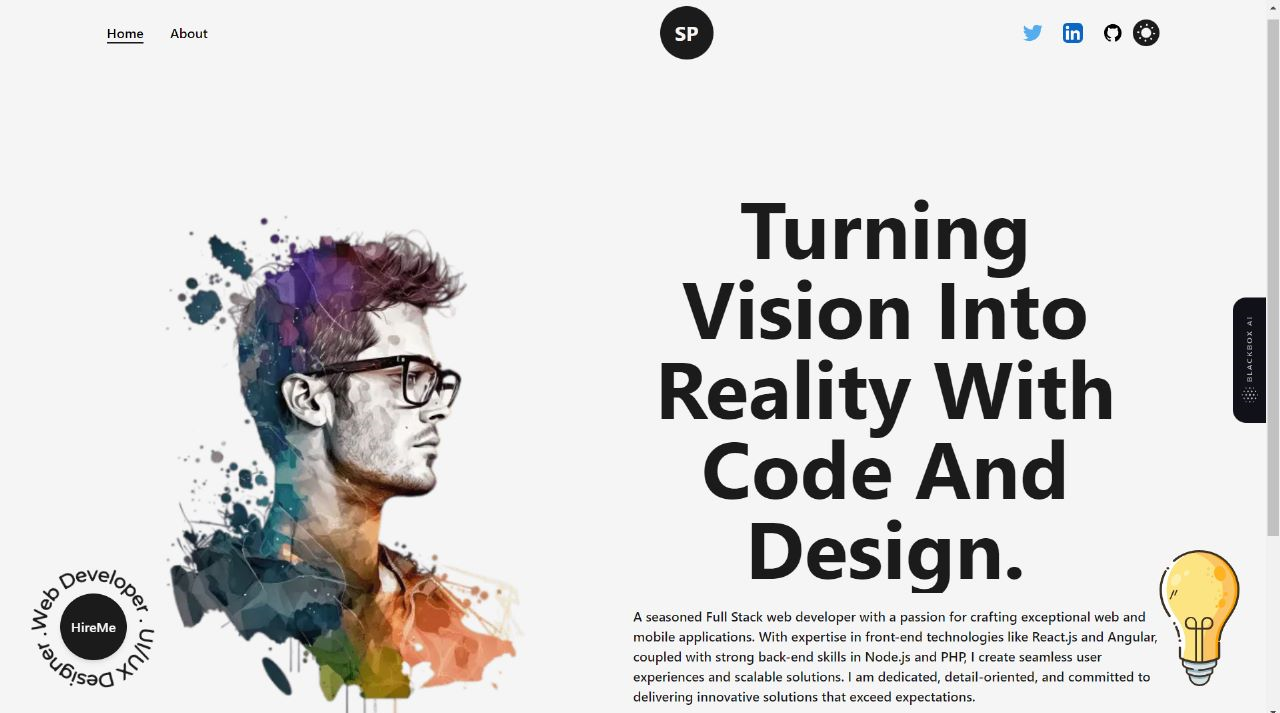 Home
About
SP
Turning
Vision Into
Reality With
Code And
Design.
BLACKBOX AI
A seasoned Full Stack web developer with a passion for crafting exceptional web and
mobile applications. With expertise in front-end technologies like React.js and Angular,
coupled with strong back-end skills in Node.js and PHP, I create seamless user
experiences and scalable solutions. I am dedicated, detail-oriented, and committed to
delivering innovative solutions that exceed expectations.
Web Developer · UI/UX Designer ·
HireMe